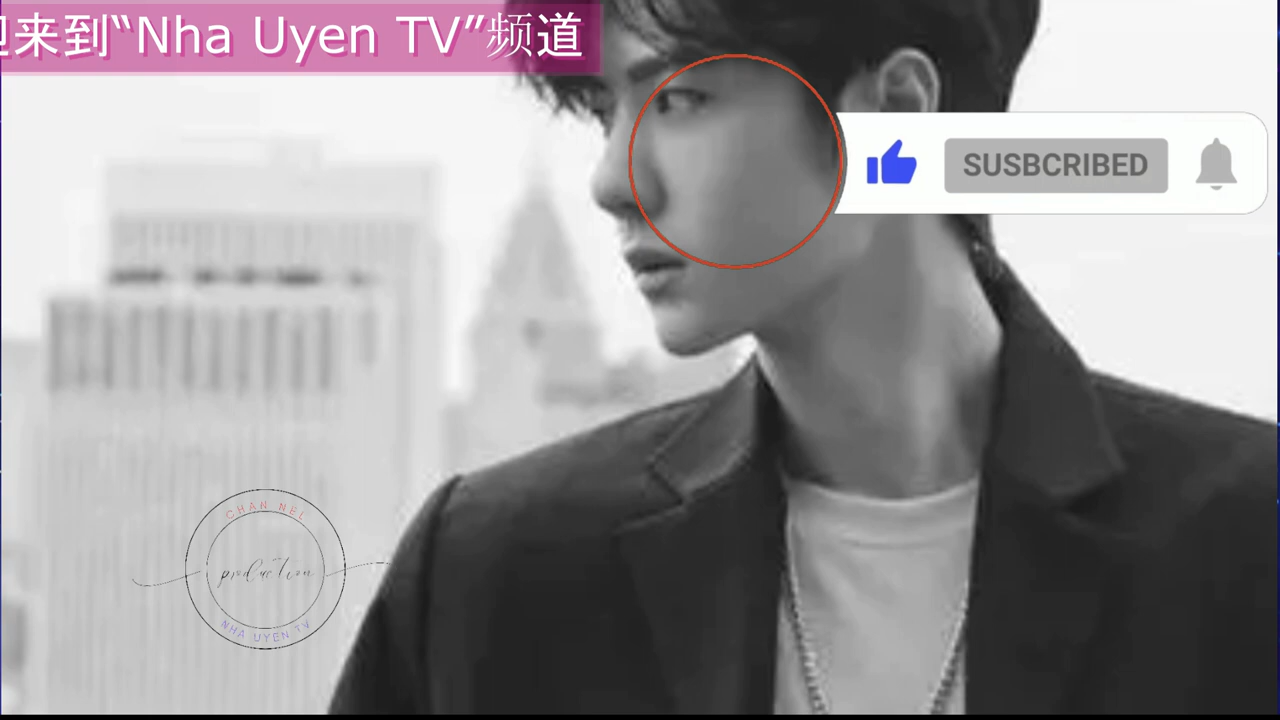 来到“Nha Uyen TV”频道
SUSBCRIBED
CHAN NEL
production
NHA UYEN TV